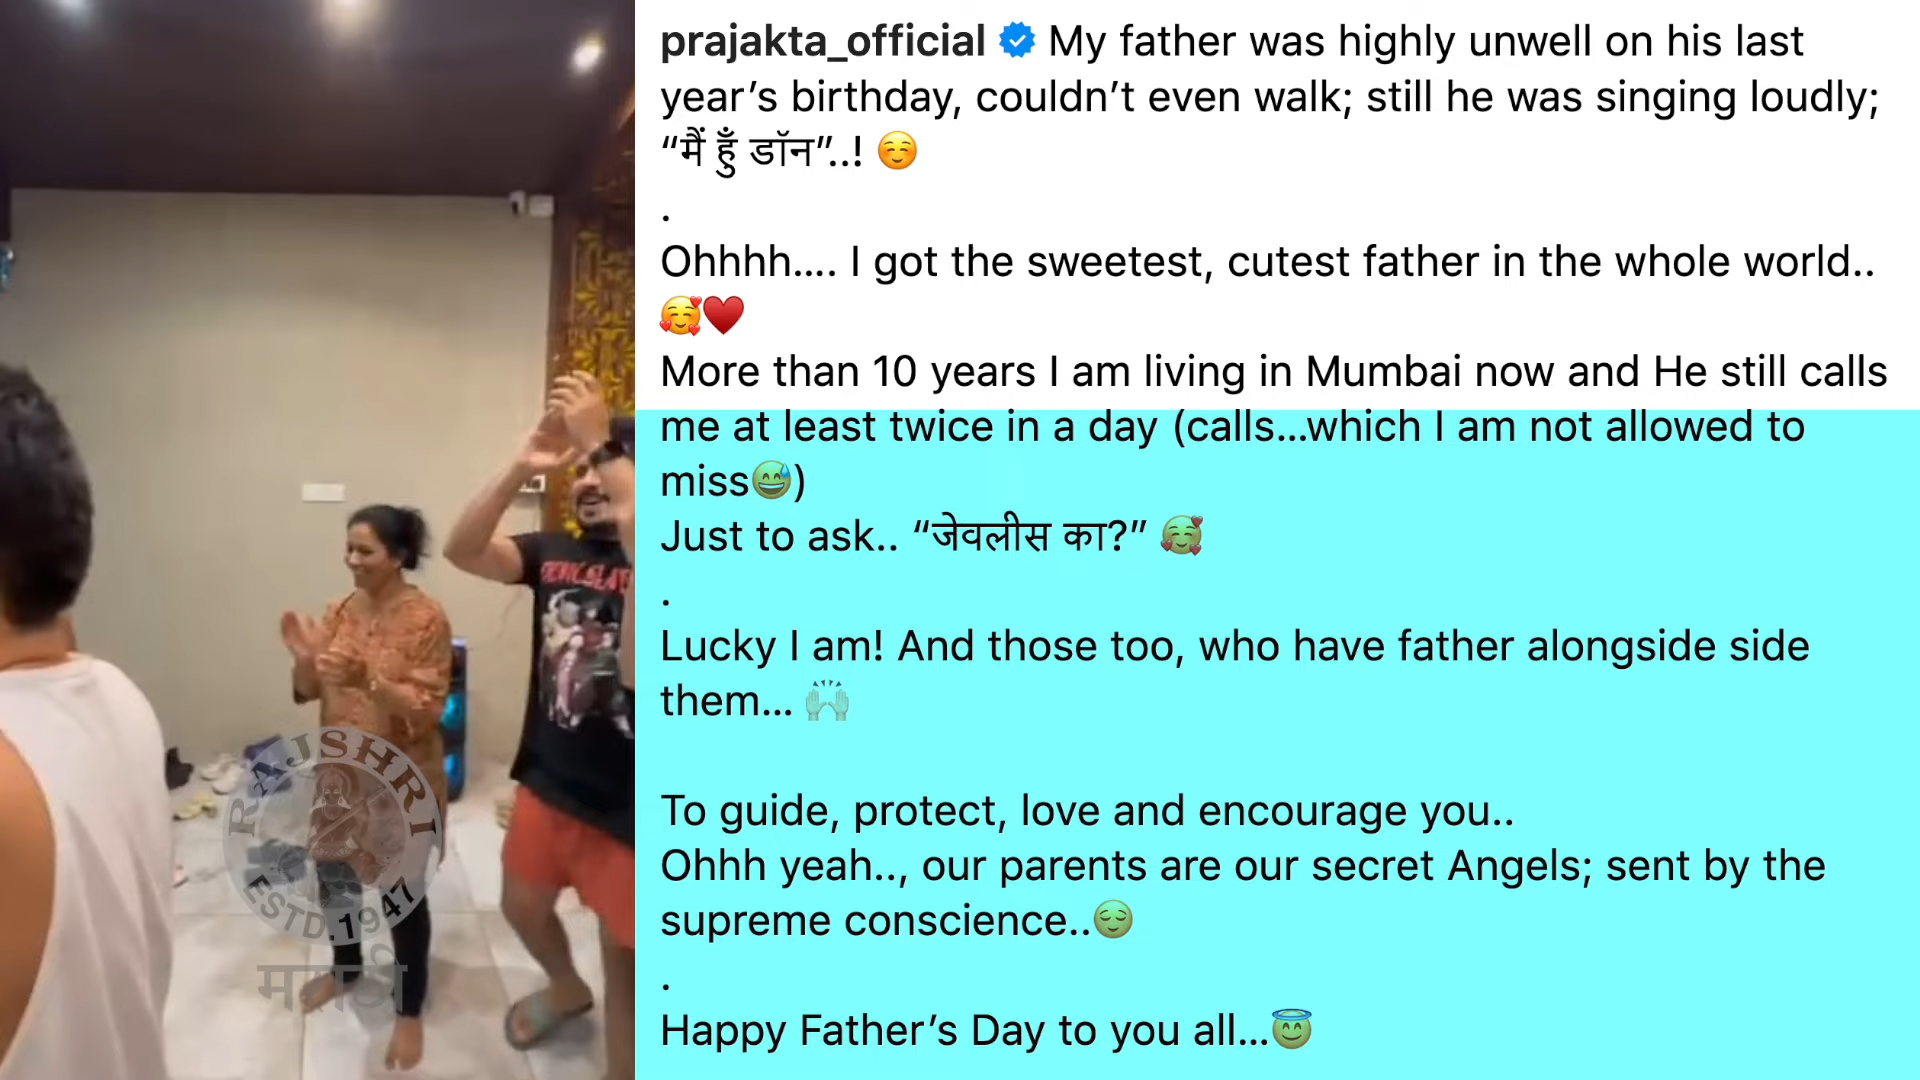 prajakta_official My father was highly unwell on his last
year’s birthday, couldn’t even walk; still he was singing loudly;
“मैं हुँ डॉन”..! ☺️
.
Ohhhh.... I got the sweetest, cutest father in the whole world..
🥰♥️
More than 10 years I am living in Mumbai now and He still calls
me at least twice in a day (calls...which I am not allowed to
miss😅)
Just to ask.. “जेवलीस का?” 🥰
.
Lucky I am! And those too, who have father alongside side
them... 🙌
To guide, protect, love and encourage you..
Ohhh yeah.., our parents are our secret Angels; sent by the
supreme conscience..😌
.
Happy Father’s Day to you all...😇
RAJSHRI
ESTD.1947
मराठी